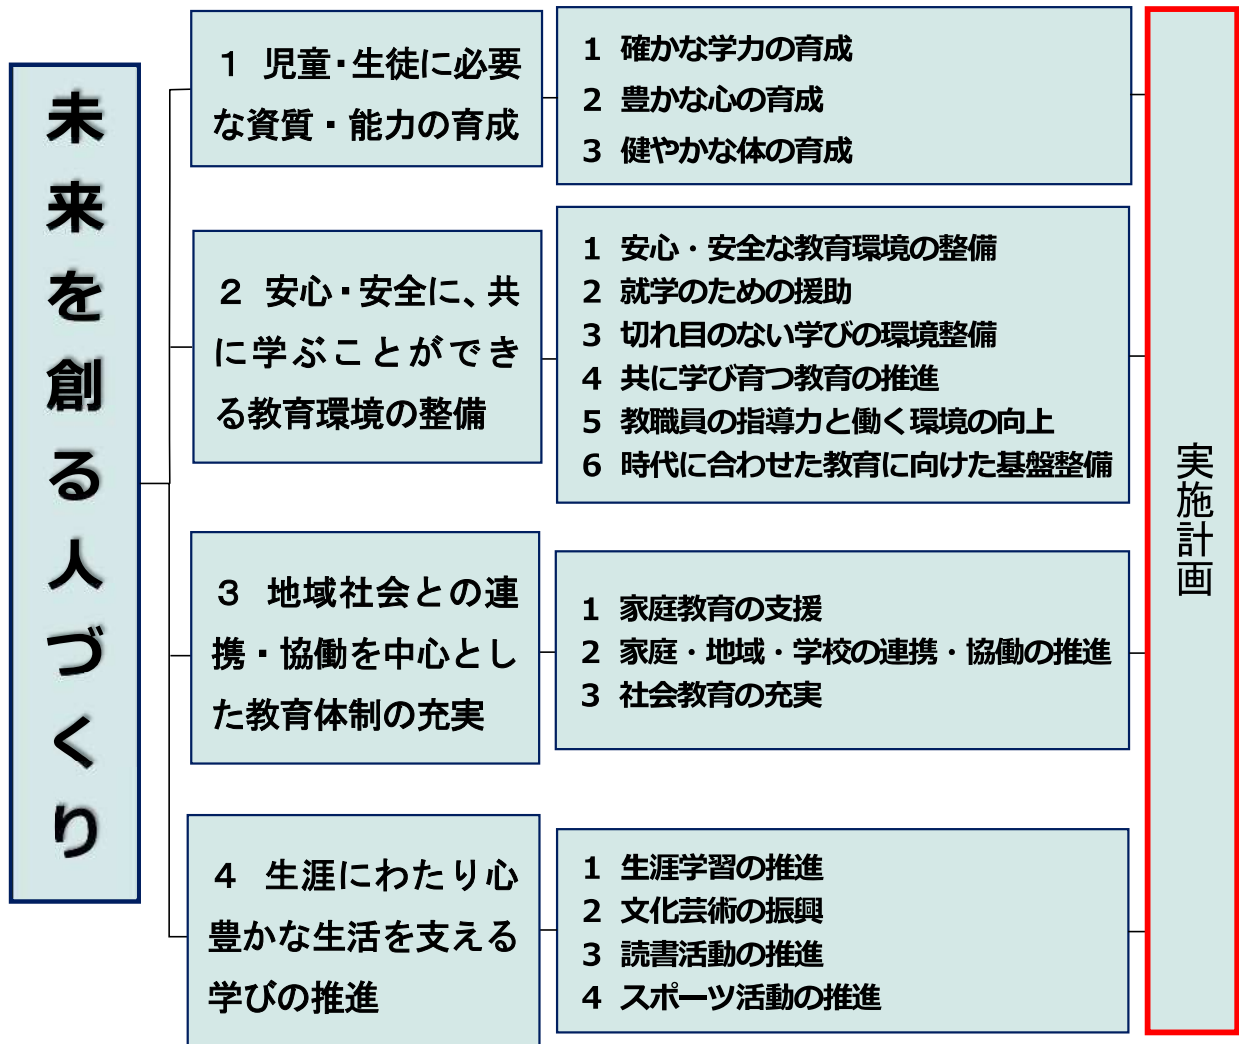 未来を創る人づくり
１　児童・生徒に必要
な資質・能力の育成
1 確かな学力の育成
2 豊かな心の育成
3 健やかな体の育成
２　安心・安全に、共
に学ぶことができ
る教育環境の整備
1 安心・安全な教育環境の整備
2 就学のための援助
3 切れ目のない学びの環境整備
4 共に学び育つ教育の推進
5 教職員の指導力と働く環境の向上
6 時代に合わせた教育に向けた基盤整備
３　地域社会との連
携・協働を中心とし
た教育体制の充実
1 家庭教育の支援
2 家庭・地域・学校の連携・協働の推進
3 社会教育の充実
４　生涯にわたり心
豊かな生活を支える
学びの推進
1 生涯学習の推進
2 文化芸術の振興
3 読書活動の推進
4 スポーツ活動の推進
実施計画